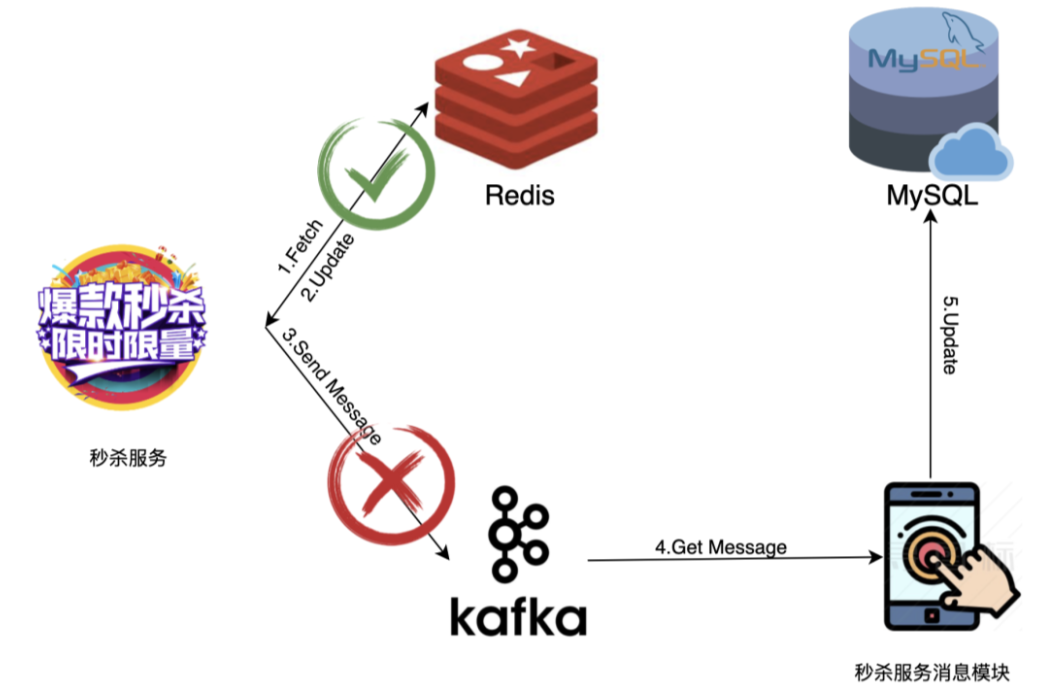 MySQL
Redis
MySQL
1.Fetch
2.Update
爆款秒杀
限时限量
3.Send Message
5.Update
秒杀服务
4.Get Message
kafka
秒杀服务消息模块